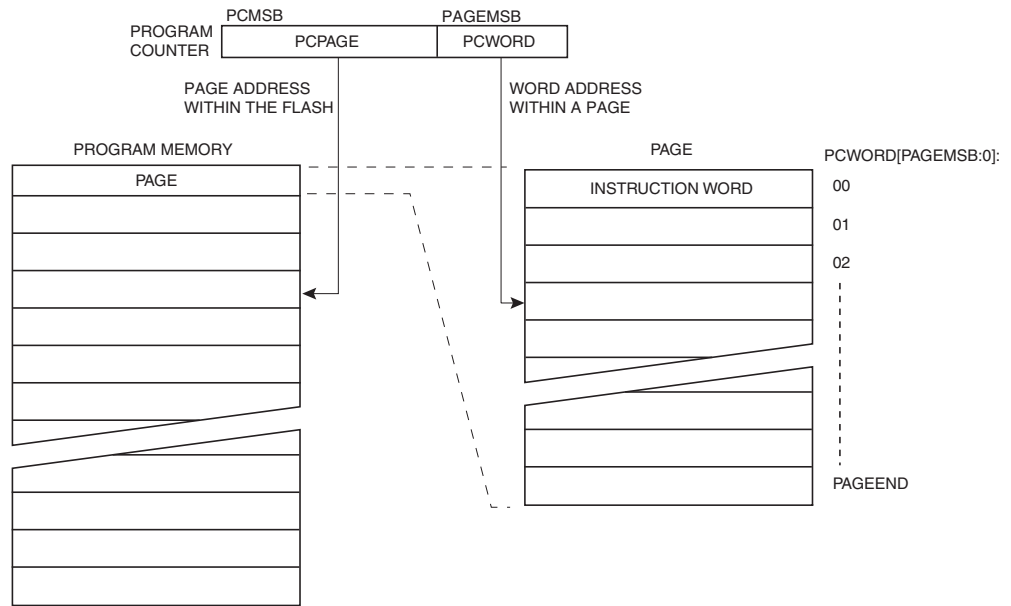 PCMSB
PAGEMSB
PROGRAM
COUNTER
PCPAGE
PCWORD
PAGE ADDRESS
WITHIN THE FLASH
WORD ADDRESS
WITHIN A PAGE
PROGRAM MEMORY
PAGE
PAGE
PCWORD[PAGEMSB:0]:
INSTRUCTION WORD
00
01
02
PAGEEND